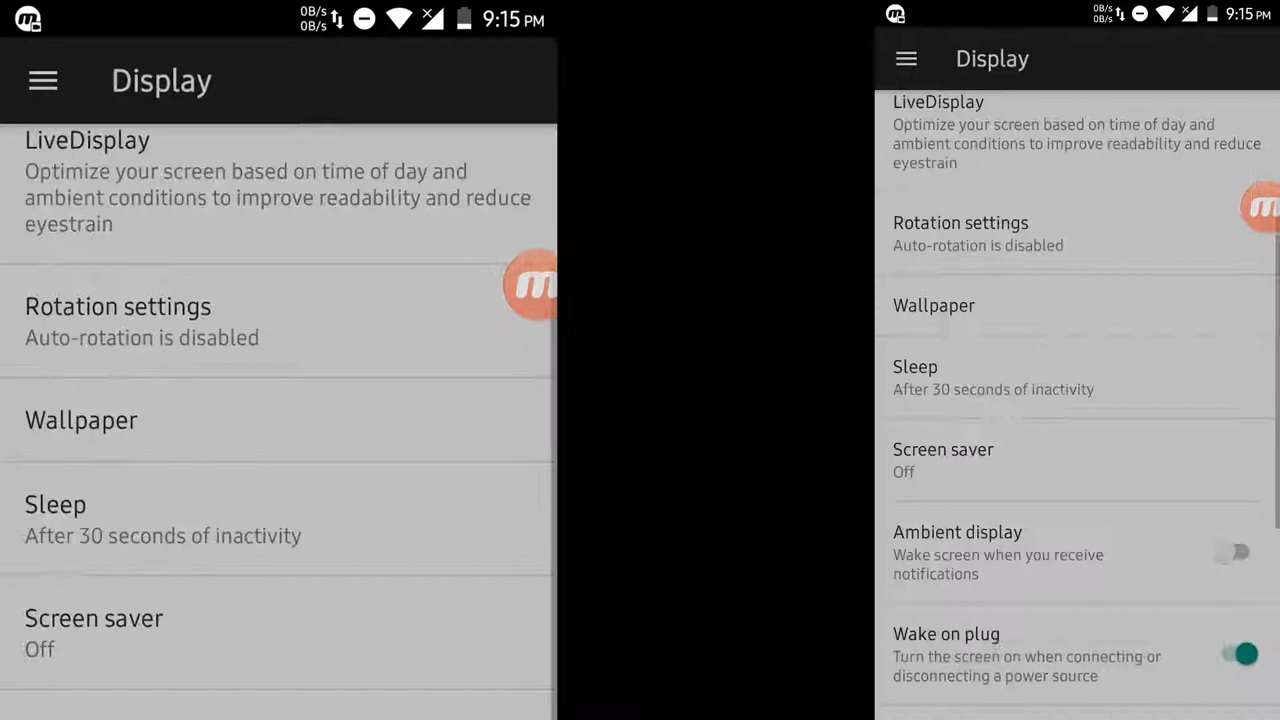 0B/s
0B/s
9:15 PM
Display
LiveDisplay
Optimize your screen based on time of day and
ambient conditions to improve readability and reduce
eyestrain
Rotation settings
Auto-rotation is disabled
Wallpaper
Sleep
After 30 seconds of inactivity
Screen saver
Off
0B/s
0B/s
9:15 PM
Display
LiveDisplay
Optimize your screen based on time of day and
ambient conditions to improve readability and reduce
eyestrain
Rotation settings
Auto-rotation is disabled
Wallpaper
Sleep
After 30 seconds of inactivity
Screen saver
Off
Ambient display
Wake screen when you receive
notifications
Wake on plug
Turn the screen on when connecting or
disconnecting a power source